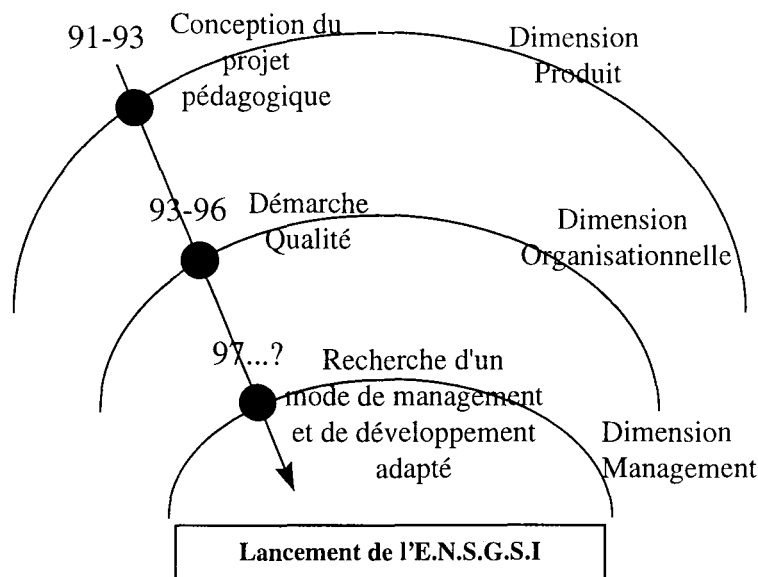 91-93
Conception du
projet
pédagogique
Dimension
Produit
93-96
Démarche
Qualité
Dimension
Organisationnelle
97...?
Recherche d'un
mode de management
et de développement
adapté
Dimension
Management
Lancement de l'E.N.S.G.S.I